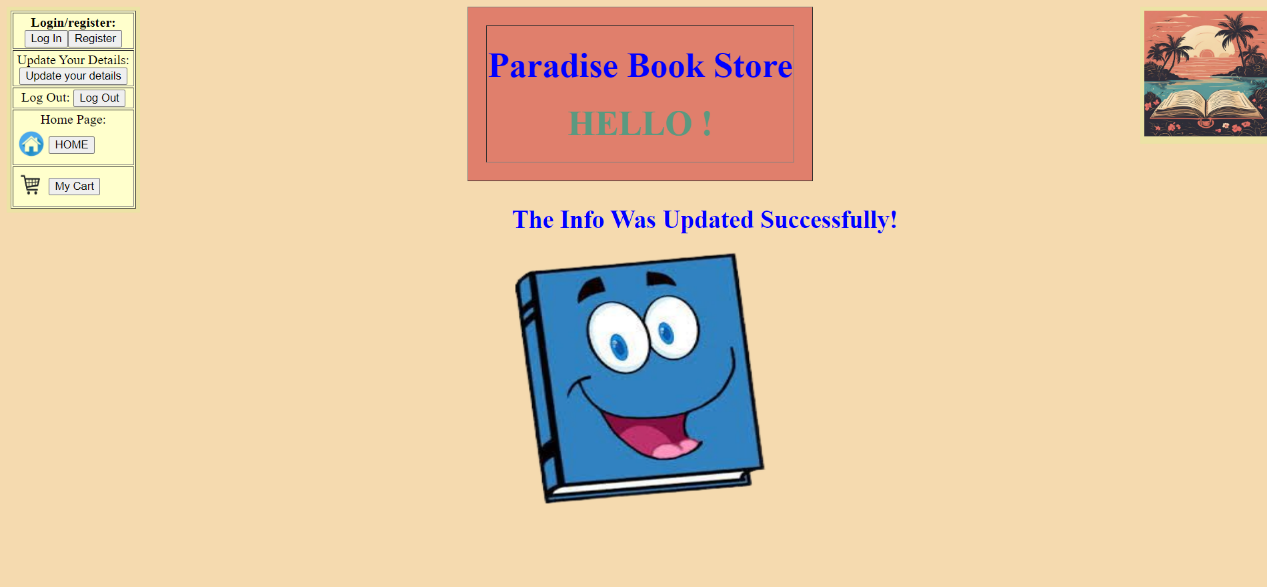 Login/register:
Log In Register
Update Your Details:
Update your details
Log Out: Log Out
Home Page:
HOME
My Cart
Paradise Book Store
HELLO !
The Info Was Updated Successfully!